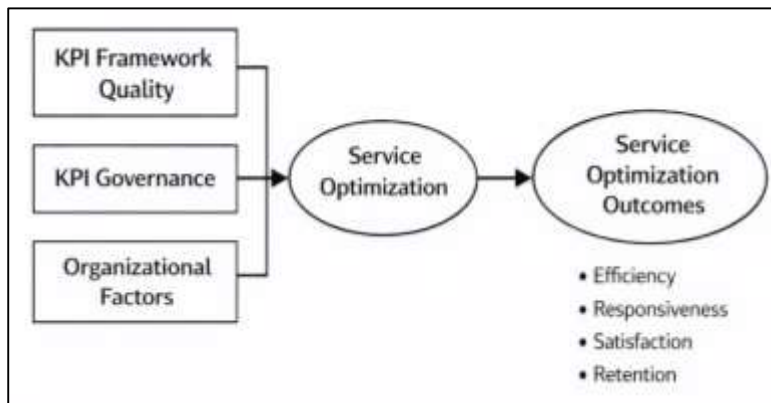 KPI Framework
Quality
KPI Governance
Organizational
Factors
Service
Optimization
Service
Optimization
Outcomes
• Efficiency
• Responsiveness
• Satisfaction
• Retention